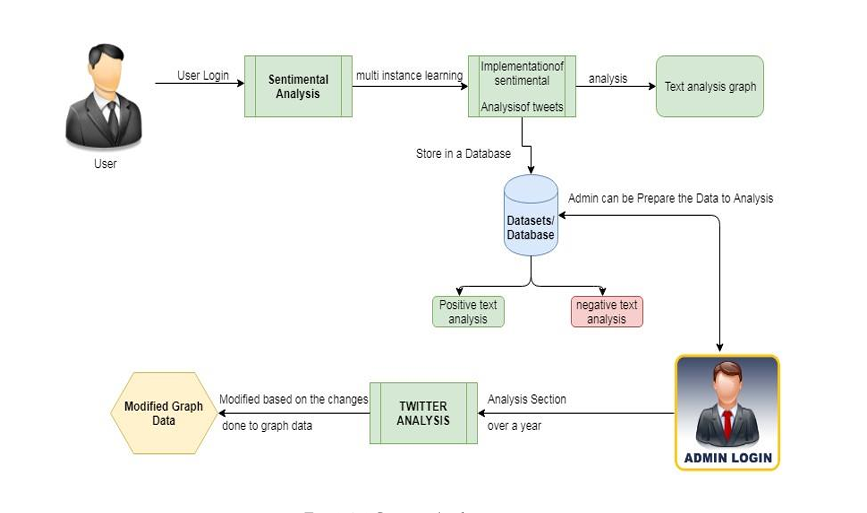 User Login
Sentimental
Analysis
multi instance learning
Implementationof
sentimental
Analysisof tweets
analysis
Text analysis graph
User
Store in a Database
Admin can be Prepare the Data to Analysis
Datasets/
Database
Positive text
analysis
negative text
analysis
Modified Graph
Data
Modified based on the changes
done to graph data
TWITTER
ANALYSIS
Analysis Section
over a year
ADMIN LOGIN